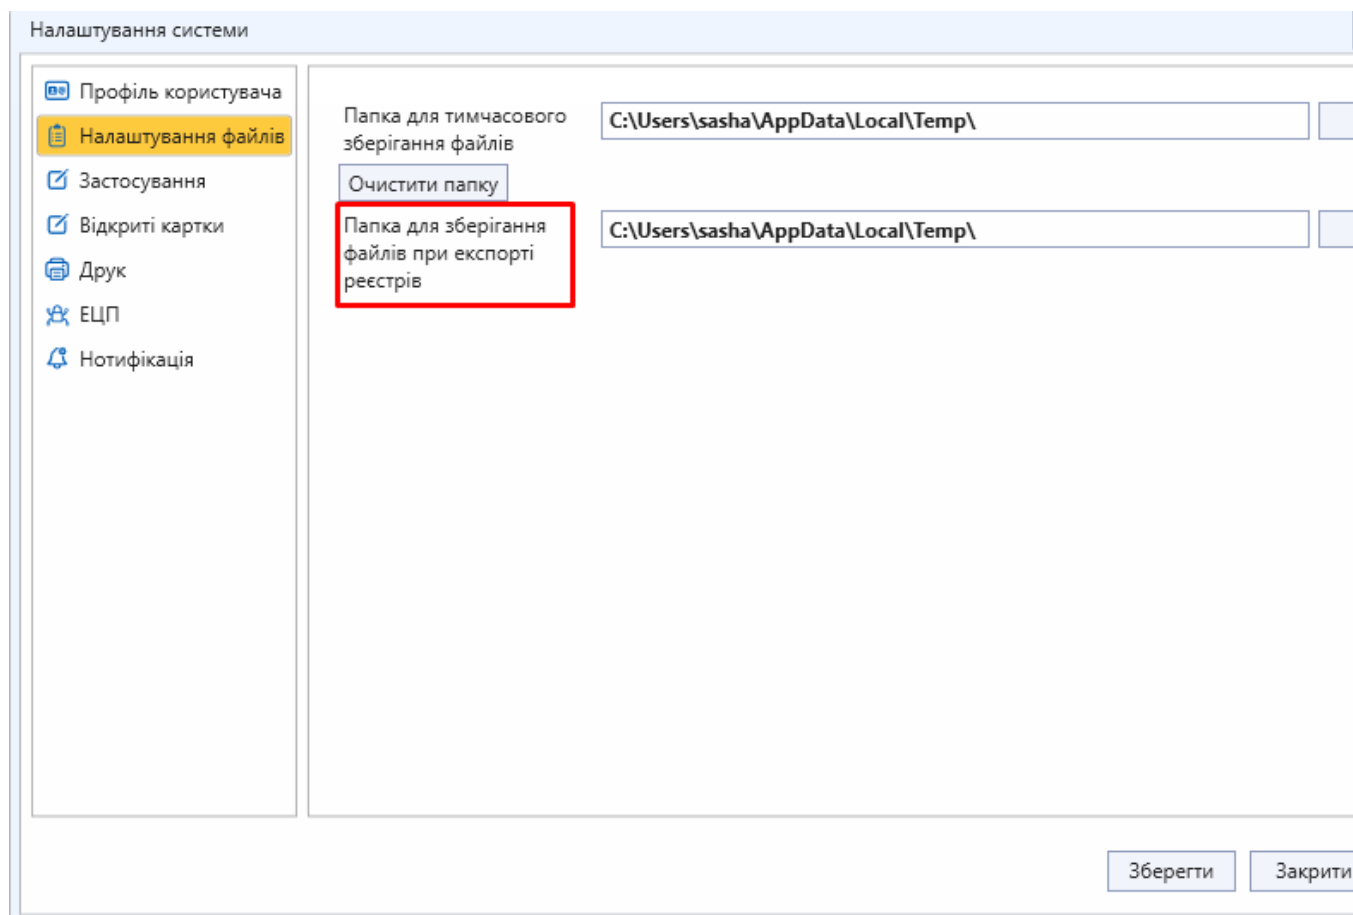 Налаштування системи
Профіль користувача
Налаштування файлів
Застосування
Відкриті картки
Друк
ЕЦП
Нотифікація
Папка для тимчасового
зберігання файлів
C:\Users\sasha\AppData\Local\Temp\
Очистити папку
Папка для зберігання
файлів при експорті
реєстрів
C:\Users\sasha\AppData\Local\Temp\
Зберегти
Закрити